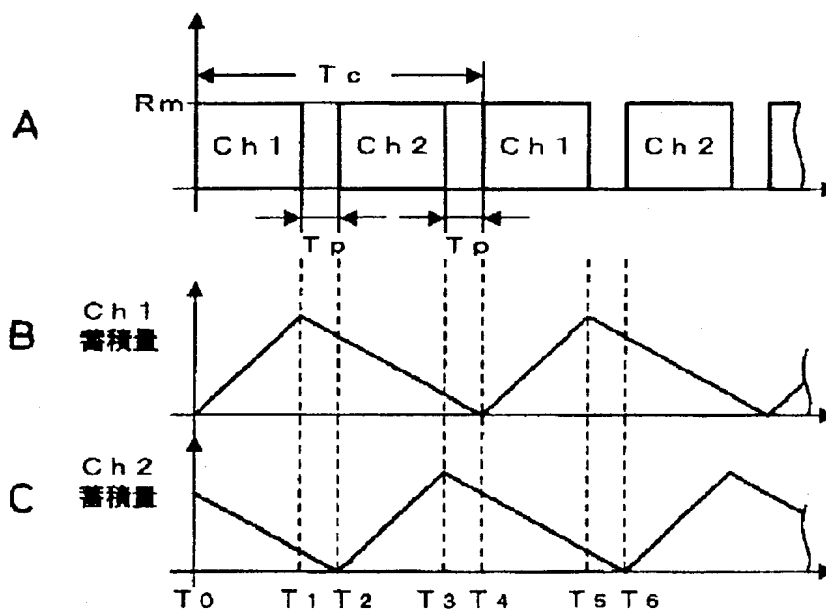 Tc
Rm
A
Ch1 Ch2 Ch1 Ch2
Tp Tp
Ch1
蓄積量
B
Ch2
蓄積量
C
T0 T1 T2 T3 T4 T5 T6